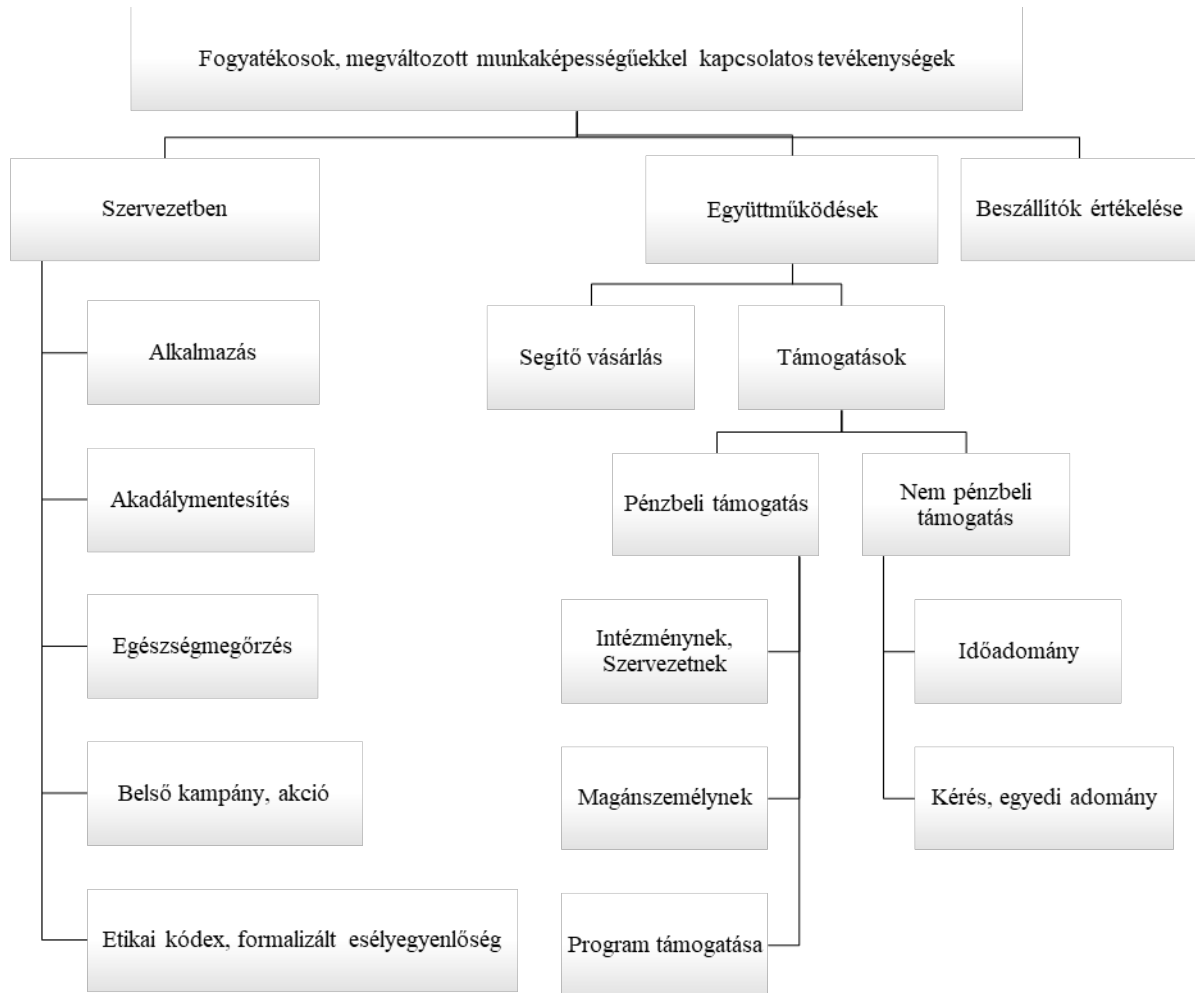 Fogyatékosok, megváltozott munkaképességűekkel kapcsolatos tevékenységek
Szervezetben
Együttműködések
Beszállítók értékelése
Alkalmazás
Akadálymentesítés
Egészségmegőrzés
Belső kampány, akció
Etikai kódex, formalizált esélyegyenlőség
Segítő vásárlás
Támogatások
Pénzbeli támogatás
Nem pénzbeli
támogatás
Intézménynek,
Szervezetnek
Magánszemélynek
Program támogatása
Időadomány
Kérés, egyedi adomány